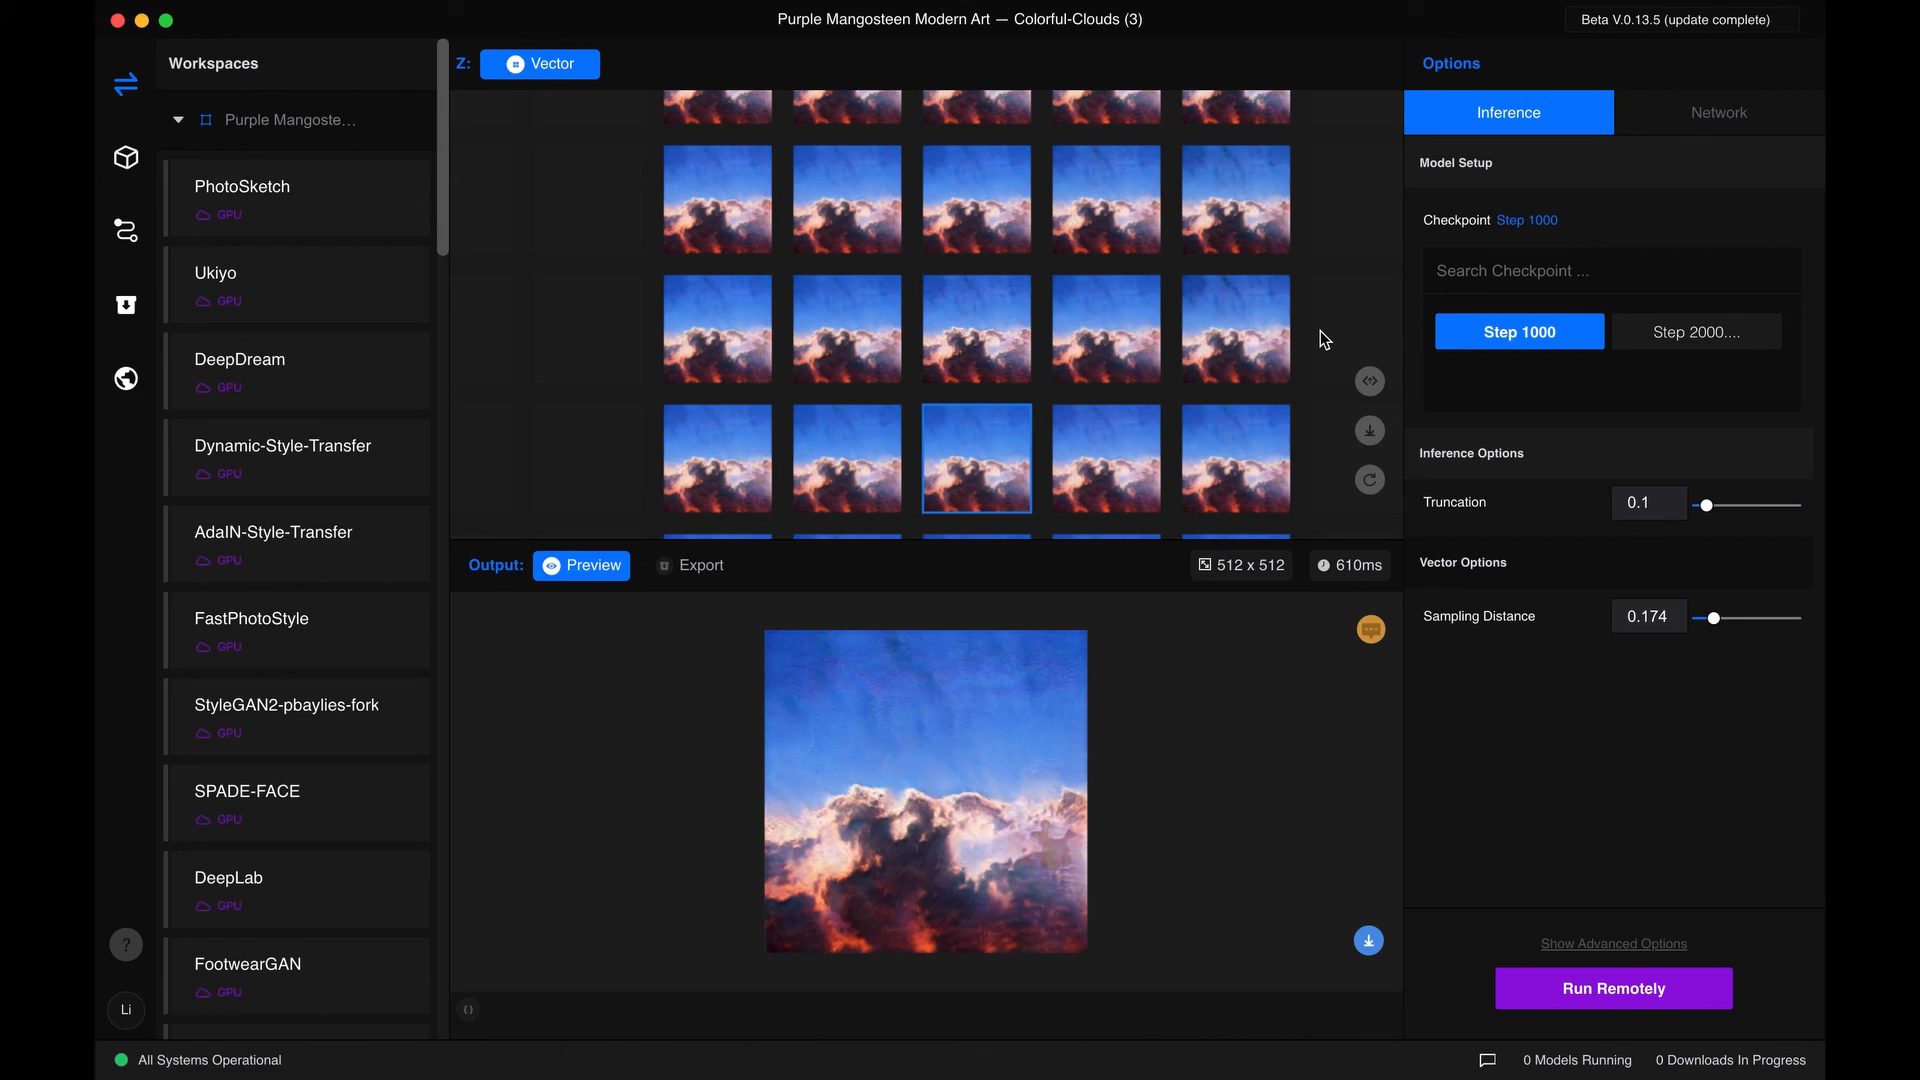 Purple Mangosteen Modern Art — Colorful-Clouds (3)
Beta V.0.13.5 (update complete)
Workspaces
Purple Mangoste...
PhotoSketch
GPU
Ukiyo
GPU
DeepDream
GPU
Dynamic-Style-Transfer
GPU
AdaIN-Style-Transfer
GPU
FastPhotoStyle
GPU
StyleGAN2-pbaylies-fork
GPU
SPADE-FACE
GPU
DeepLab
GPU
FootwearGAN
GPU
?
Li
Z: Vector
Output: Preview Export 512 x 512 610ms
{}
Options
Inference Network
Model Setup
Checkpoint Step 1000
Search Checkpoint ...
Step 1000 Step 2000....
Inference Options
Truncation 0.1
Vector Options
Sampling Distance 0.174
Show Advanced Options
Run Remotely
All Systems Operational
0 Models Running 0 Downloads In Progress